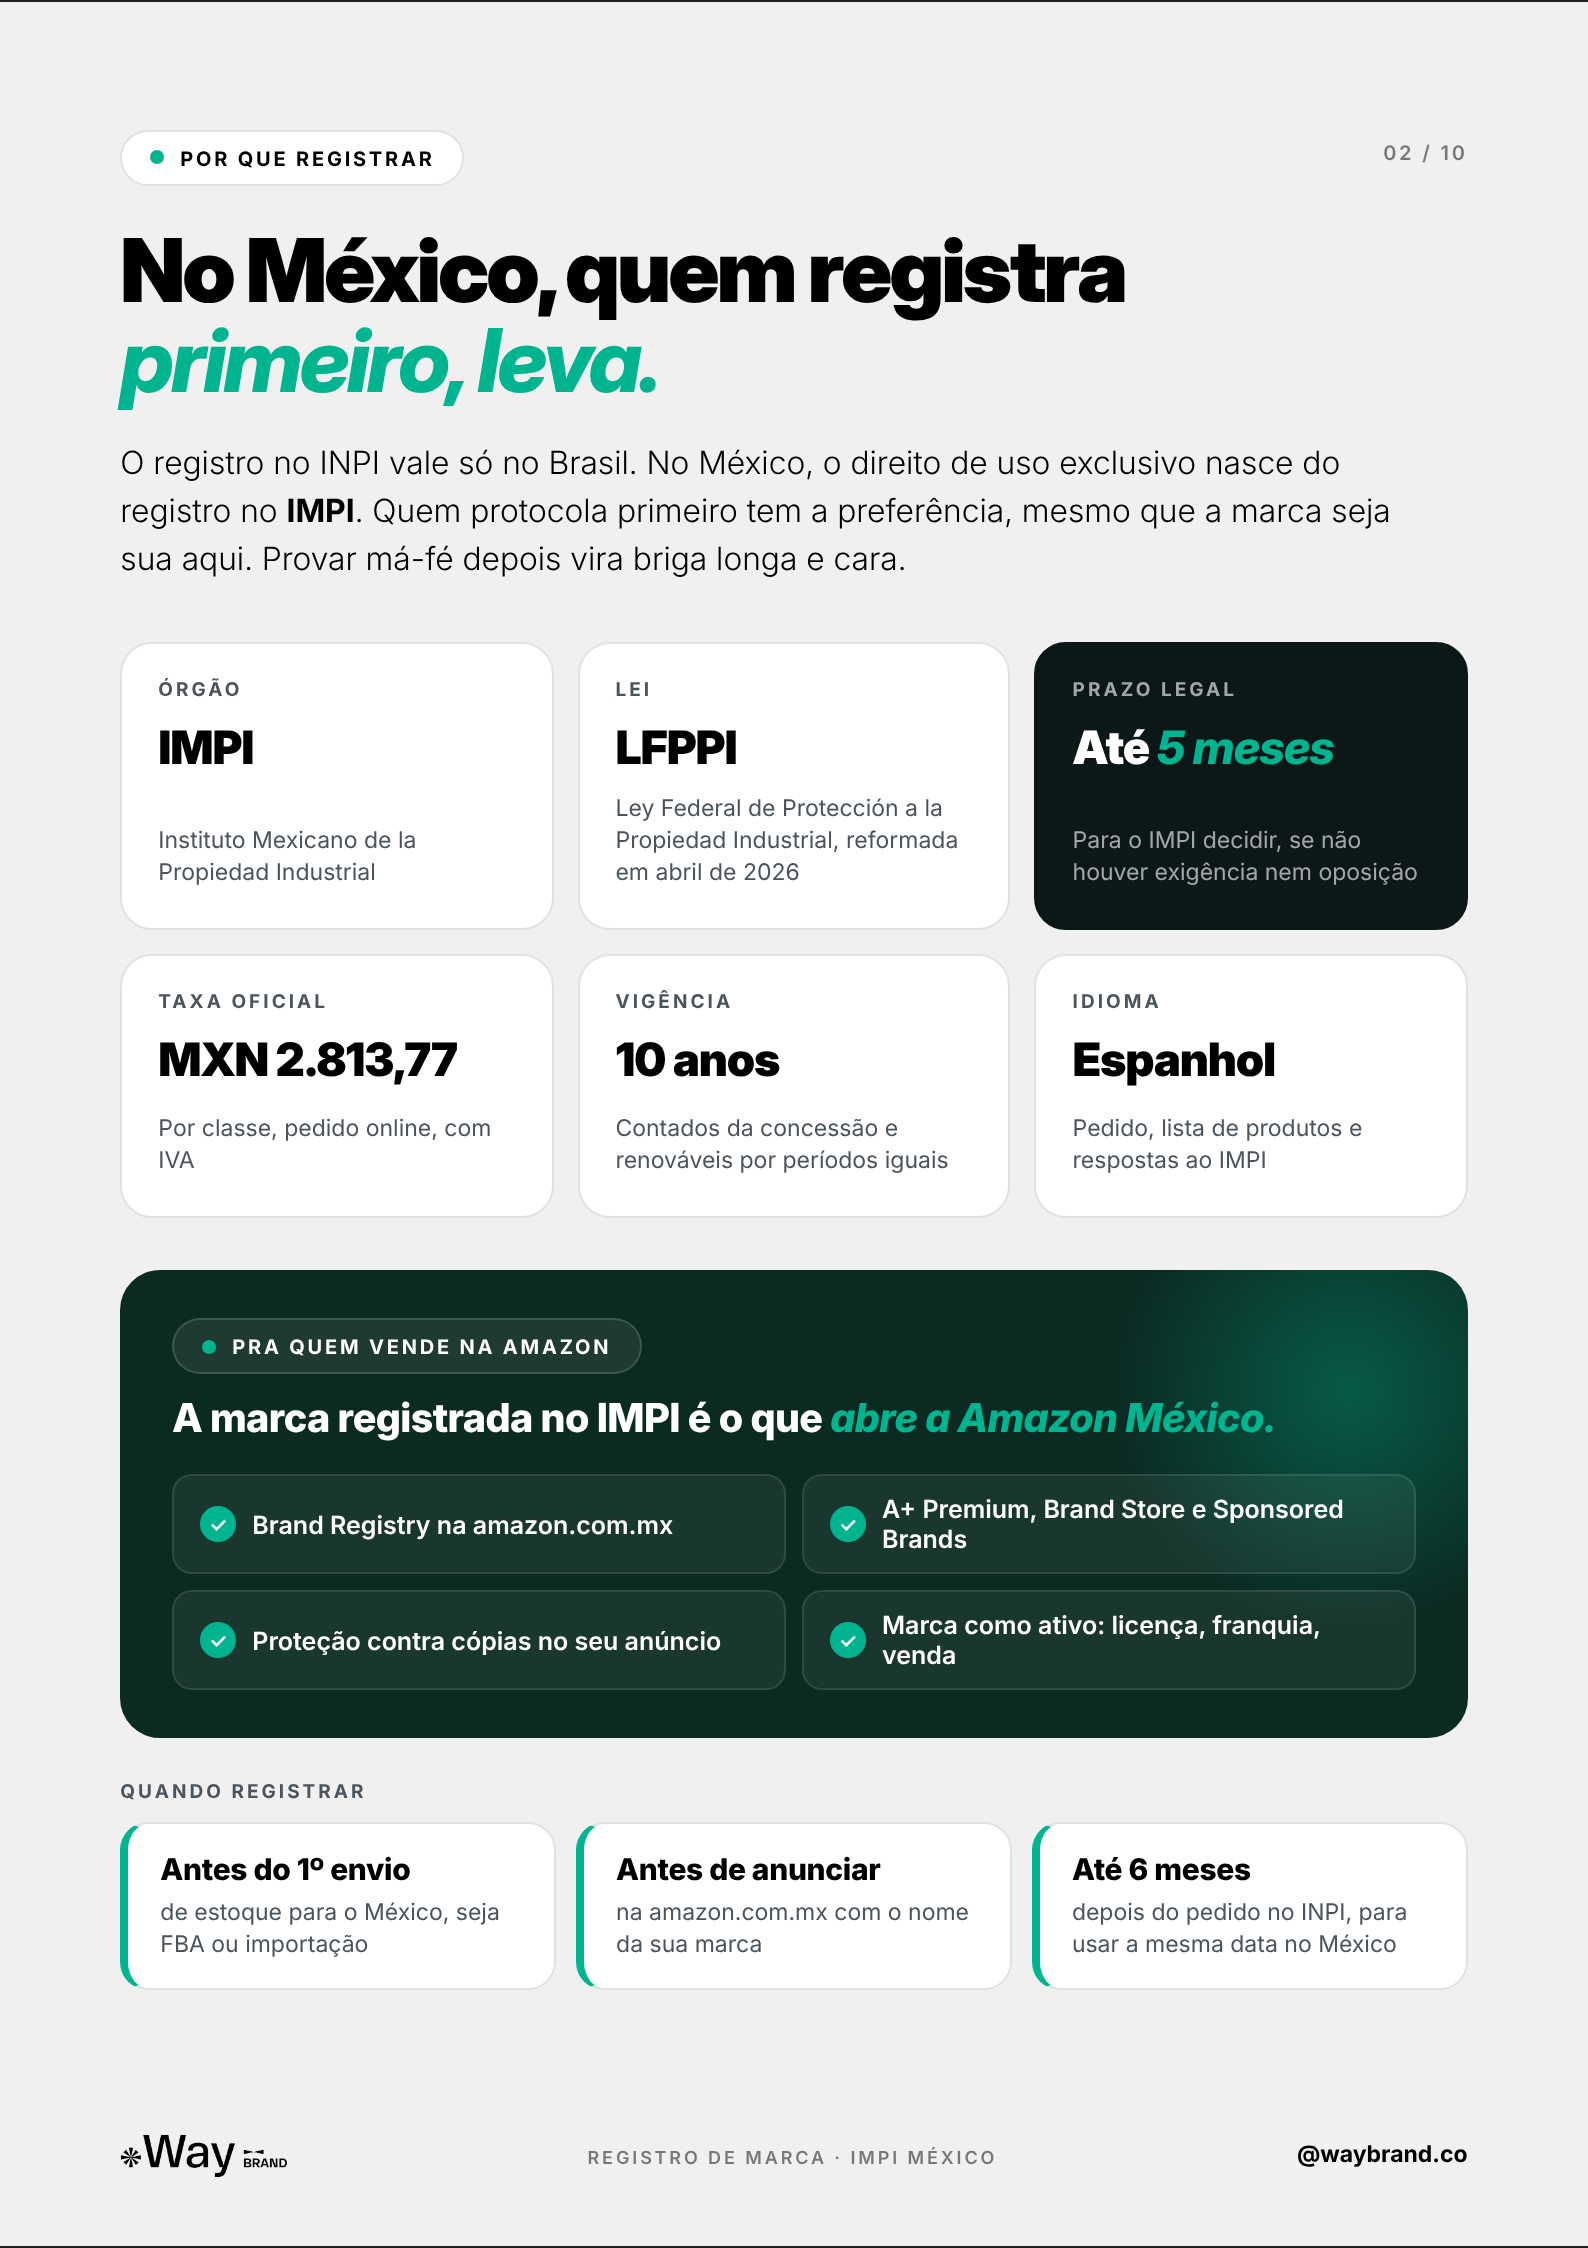 POR QUE REGISTRAR
02 / 10
No México, quem registra
primeiro, leva.
O registro no INPI vale só no Brasil. No México, o direito de uso exclusivo nasce do
registro no IMPI. Quem protocola primeiro tem a preferência, mesmo que a marca seja
sua aqui. Provar má-fé depois vira briga longa e cara.
ÓRGÃO
IMPI
Instituto Mexicano de la
Propiedad Industrial
LEI
LFPPI
Ley Federal de Protección a la
Propiedad Industrial, reformada
em abril de 2026
PRAZO LEGAL
Até 5 meses
Para o IMPI decidir, se não
houver exigência nem oposição
TAXA OFICIAL
MXN 2.813,77
Por classe, pedido online, com
IVA
VIGÊNCIA
10 anos
Contados da concessão e
renováveis por períodos iguais
IDIOMA
Espanhol
Pedido, lista de produtos e
respostas ao IMPI
PRA QUEM VENDE NA AMAZON
A marca registrada no IMPI é o que abre a Amazon México.
Brand Registry na amazon.com.mx
A+ Premium, Brand Store e Sponsored
Brands
Proteção contra cópias no seu anúncio
Marca como ativo: licença, franquia,
venda
QUANDO REGISTRAR
Antes do 1º envio
de estoque para o México, seja
FBA ou importação
Antes de anunciar
na amazon.com.mx com o nome
da sua marca
Até 6 meses
depois do pedido no INPI, para
usar a mesma data no México
Way BRAND
REGISTRO DE MARCA · IMPI MÉXICO
@waybrand.co